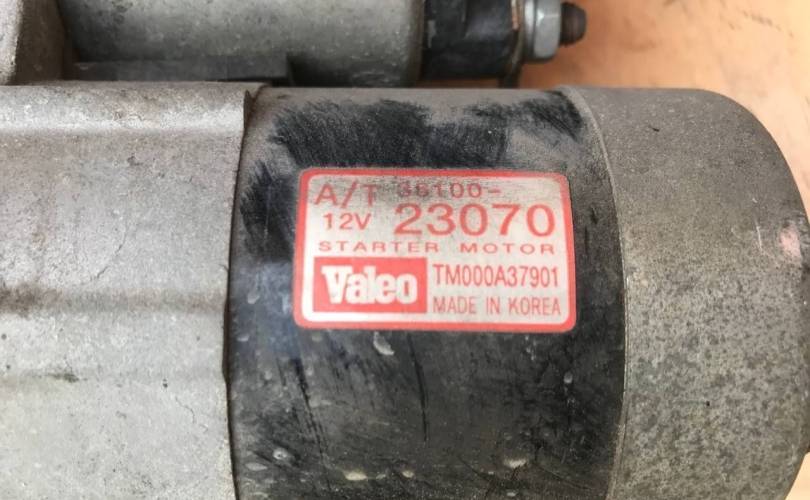 A/T 36100-
12V 23070
STARTER MOTOR
Valeo TM000A37901
MADE IN KOREA